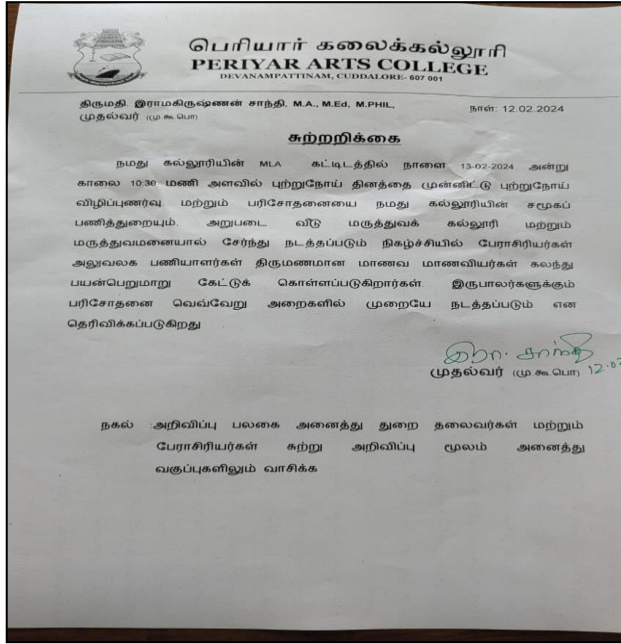 பெரியார் கலைக்கல்லூரி
PERIYAR ARTS COLLEGE
DEVANAMPATTINAM, CUDDALORE- 607 001
திருமதி. இராமகிருஷ்ணன் சாந்தி, M.A., M.Ed, M.PHIL,
முதல்வர் (மு கூ பொ)
நாள்: 12.02.2024
சுற்றறிக்கை
நமது கல்லூரியின் MLA கட்டிடத்தில் நாளை 13-02-2024 அன்று
காலை 10:30 மணி அளவில் புற்றுநோய் தினத்தை முன்னிட்டு புற்றுநோய்
விழிப்புணர்வு மற்றும் பரிசோதனையை நமது கல்லூரியின் சமூகப்
பணித்துறையும். அறுபடை வீடு மருத்துவக் கல்லூரி மற்றும்
மருத்துவமனையால் சேர்ந்து நடத்தப்படும் நிகழ்ச்சியில் பேராசிரியர்கள்
அலுவலக பணியாளர்கள் திருமணமான மாணவ மாணவியர்கள் கலந்து
பயன்பெறுமாறு கேட்டுக் கொள்ளப்படுகிறார்கள் இருபாலர்களுக்கும்
பரிசோதனை வெவ்வேறு அறைகளில் முறையே நடத்தப்படும் என
தெரிவிக்கப்படுகிறது
இரா. சாந்தி
முதல்வர் (மு கூ பொ) 12.02
நகல் :அறிவிப்பு பலகை அனைத்து துறை தலைவர்கள் மற்றும்
பேராசிரியர்கள் சுற்று அறிவிப்பு மூலம் அனைத்து
வகுப்புகளிலும் வாசிக்க